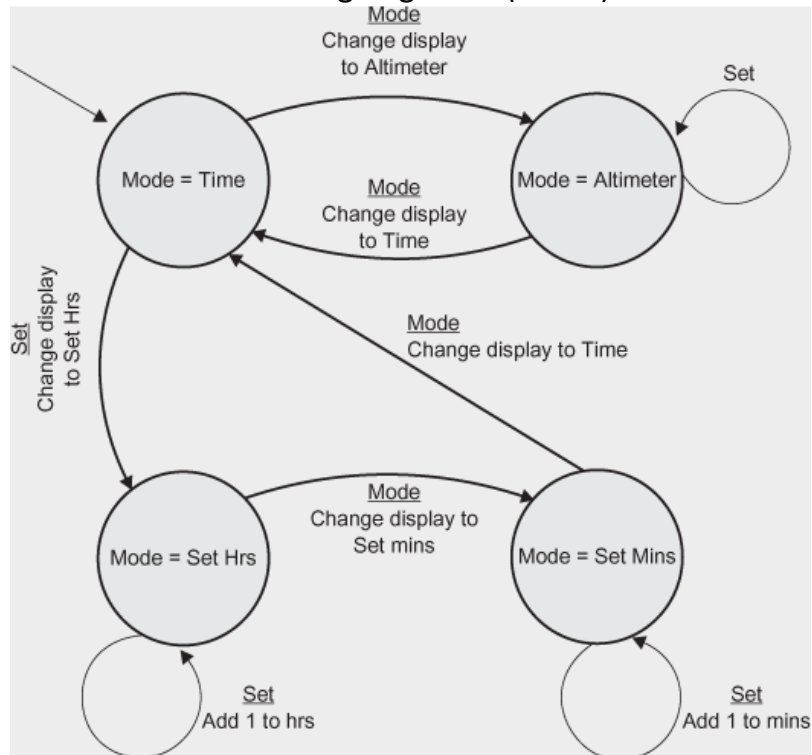 Mode
Change display
to Altimeter
Set
Mode = Time
Mode = Altimeter
Mode
Change display
to Time
Set
Change display
to Set Hrs
Mode
Change display to Time
Mode
Change display to
Set mins
Mode = Set Hrs
Mode = Set Mins
Set
Add 1 to hrs
Set
Add 1 to mins